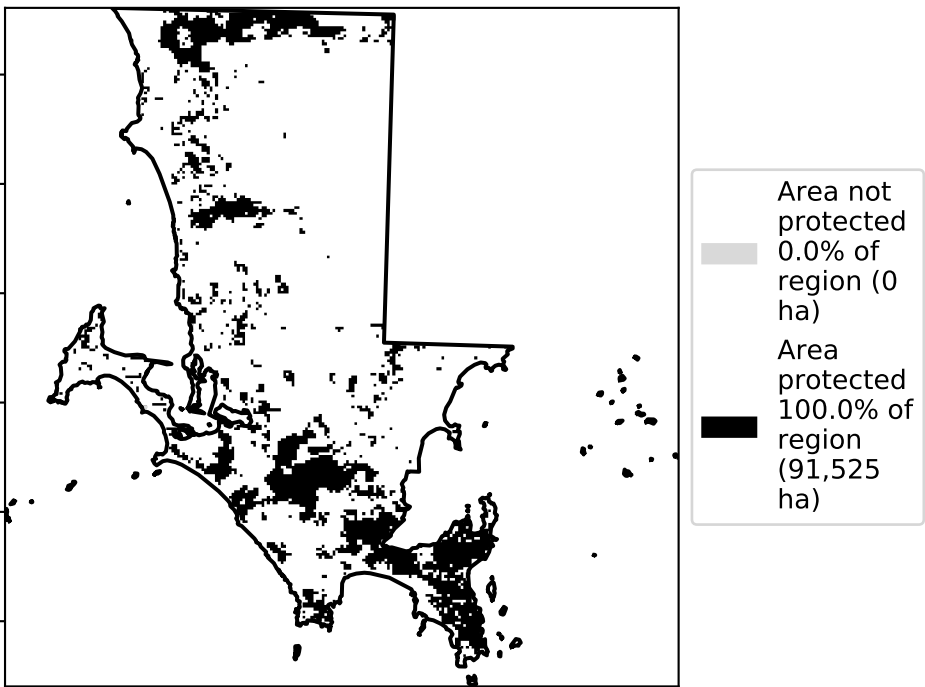 Area not
protected
0.0% of
region (0
ha)
Area
protected
100.0% of
region
(91,525
ha)